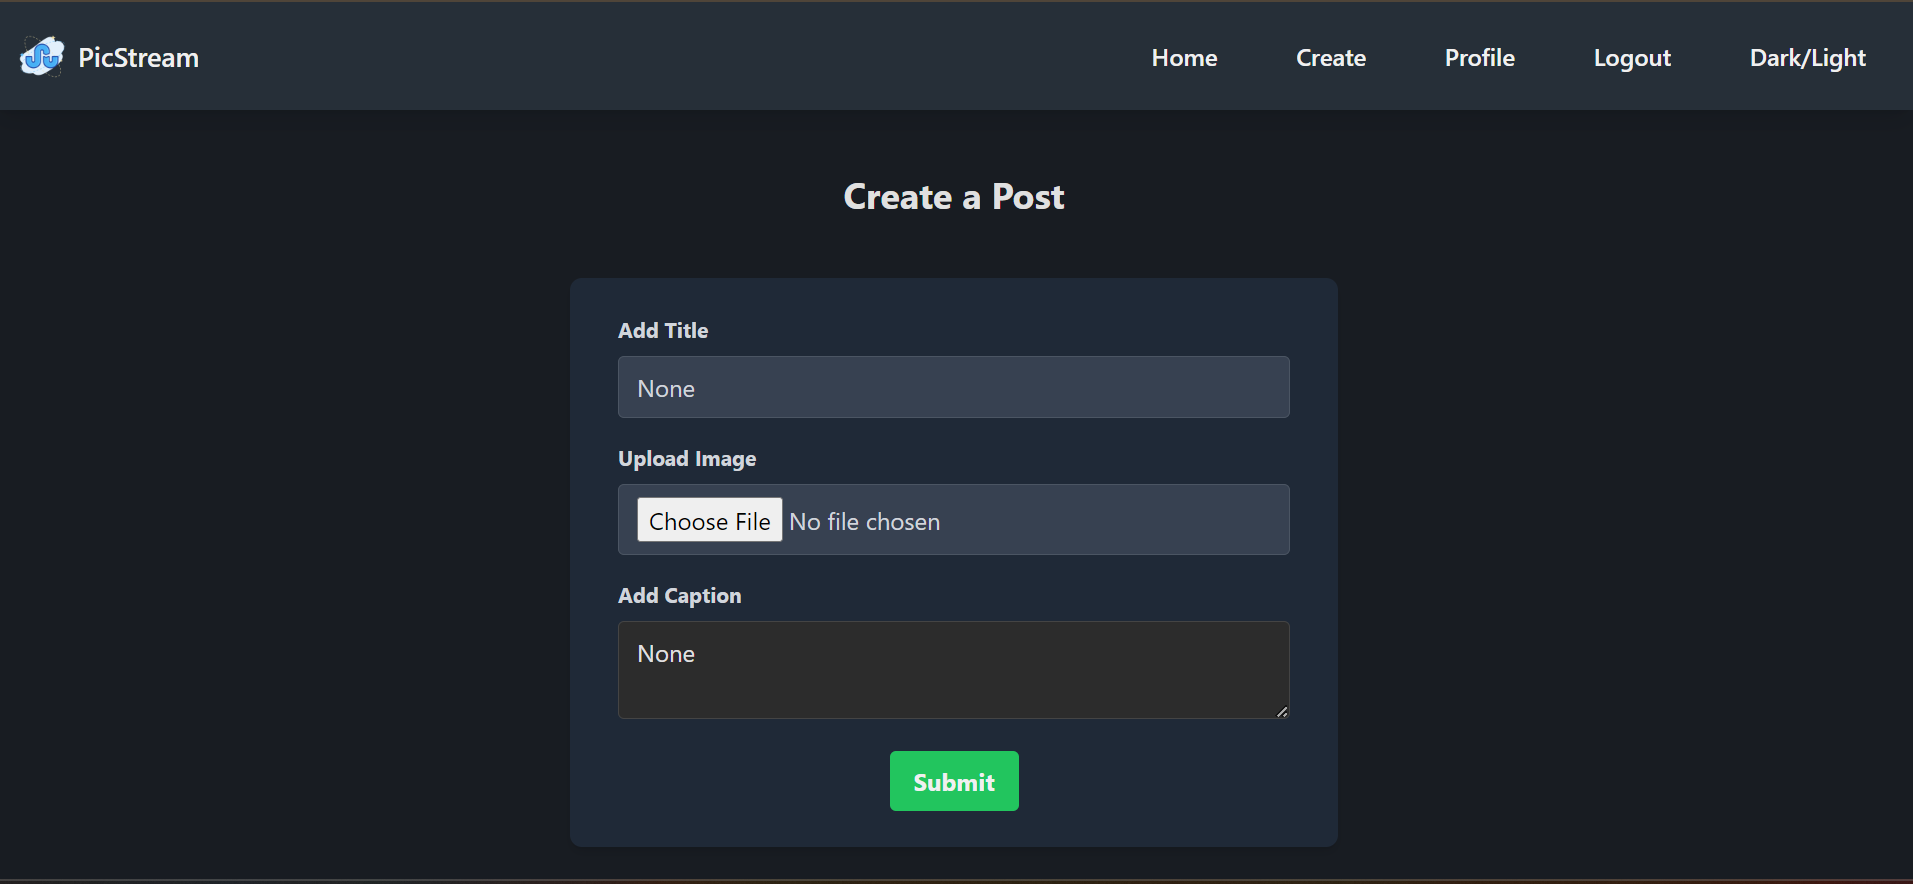 PicStream Home Create Profile Logout Dark/Light
Create a Post
Add Title
None
Upload Image
Choose File No file chosen
Add Caption
None
Submit